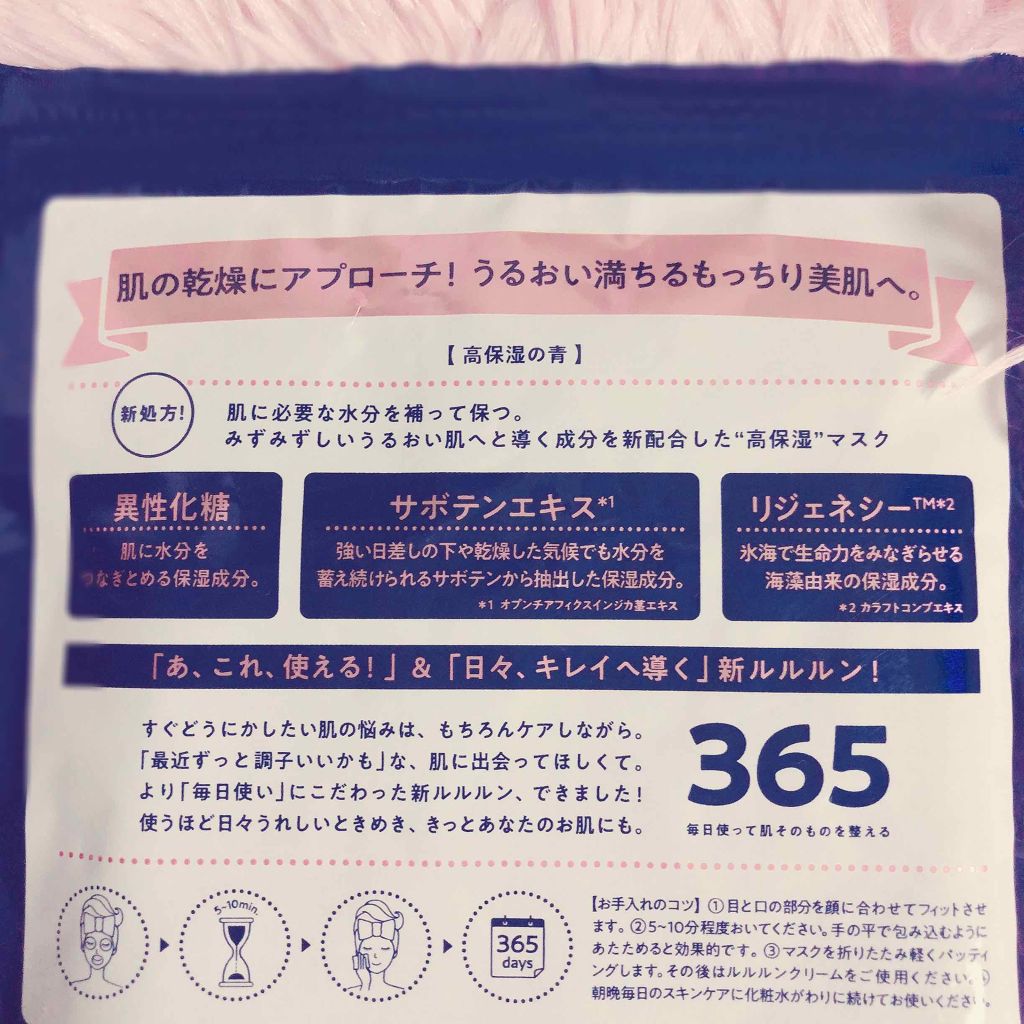 肌の乾燥にアプローチ! うるおい満ちるもっちり美肌へ。
【高保湿の青】
新処方!
肌に必要な水分を補って保つ。
みずみずしいうるおい肌へと導く成分を新配合した“高保湿”マスク
異性化糖
肌に水分を
つなぎとめる保湿成分。
サボテンエキス*1
強い日差しの下や乾燥した気候でも水分を
蓄え続けられるサボテンから抽出した保湿成分。
*1 オプンチアフィクスインジカ茎エキス
リジェネシー™*2
氷海で生命力をみなぎらせる
海藻由来の保湿成分。
*2 カラフトコンブエキス
「あ、これ、使える!」&「日々、キレイへ導く」新ルルルン!
すぐどうにかしたい肌の悩みは、もちろんケアしながら。
「最近ずっと調子いいかも」な、肌に出会ってほしくて。
より「毎日使い」にこだわった新ルルルン、できました!
使うほど日々うれしいときめき、きっとあなたのお肌にも。
365
毎日使って肌そのものを整える
5~10min.
365
days
【お手入れのコツ】①目と口の部分を顔に合わせてフィットさせ
ます。②5~10分程度おいてください。手の平で包み込むように
あたためると効果的です。③マスクを折りたたみ軽くパッティ
ングします。その後はルルルンクリームをご使用ください。④
朝晩毎日のスキンケアに化粧水がわりに続けてお使いください。